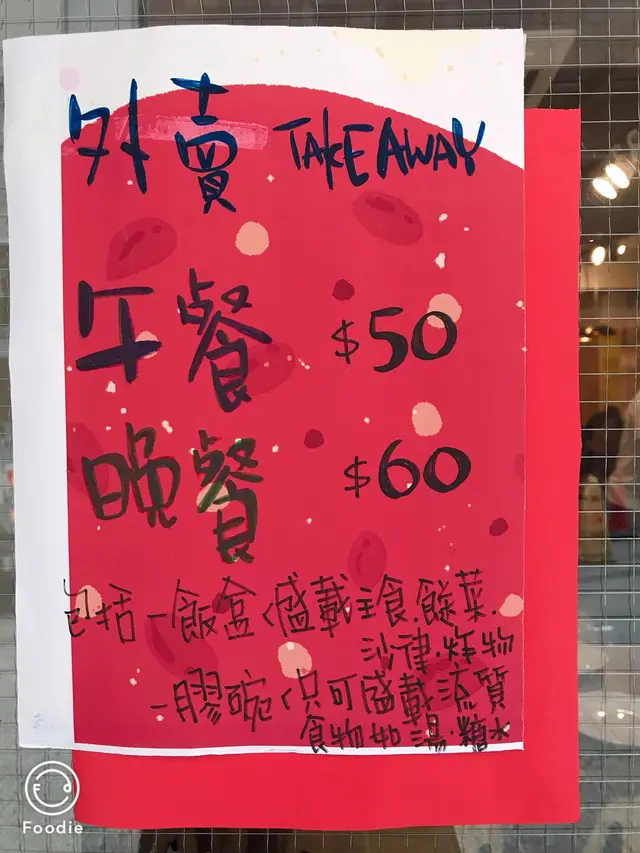 外賣 TAKEAWAY
午餐 $50
晚餐 $60
包括一飯盒<盛載主食.餸菜.
沙律.炸物
一膠碗<只可盛載流質
食物如湯.糖水
Foodie